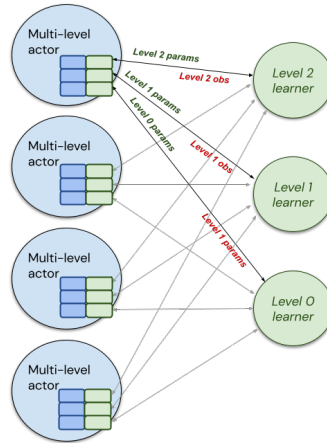 Multi-level
actor
Level 2 params
Level 2 obs
Level 2
learner
Level 1 params
Level 0 params
Level 1 obs
Level 1 params
Multi-level
actor
Level 1
learner
Multi-level
actor
Level 0
learner
Multi-level
actor